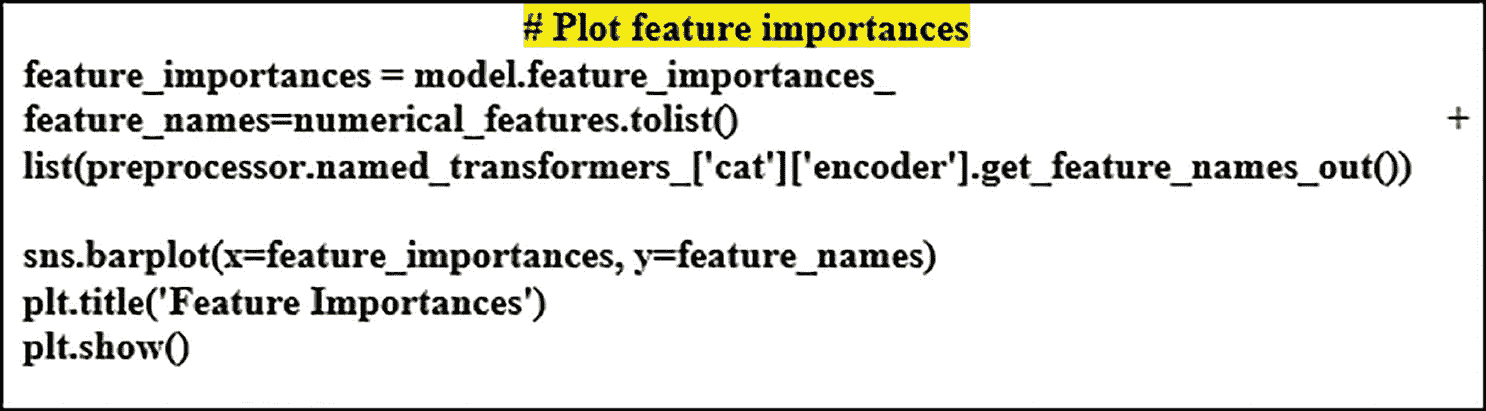 # Plot feature importances
feature_importances = model.feature_importances_
feature_names=numerical_features.tolist() +
list(preprocessor.named_transformers_['cat']['encoder'].get_feature_names_out())
sns.barplot(x=feature_importances, y=feature_names)
plt.title('Feature Importances')
plt.show()